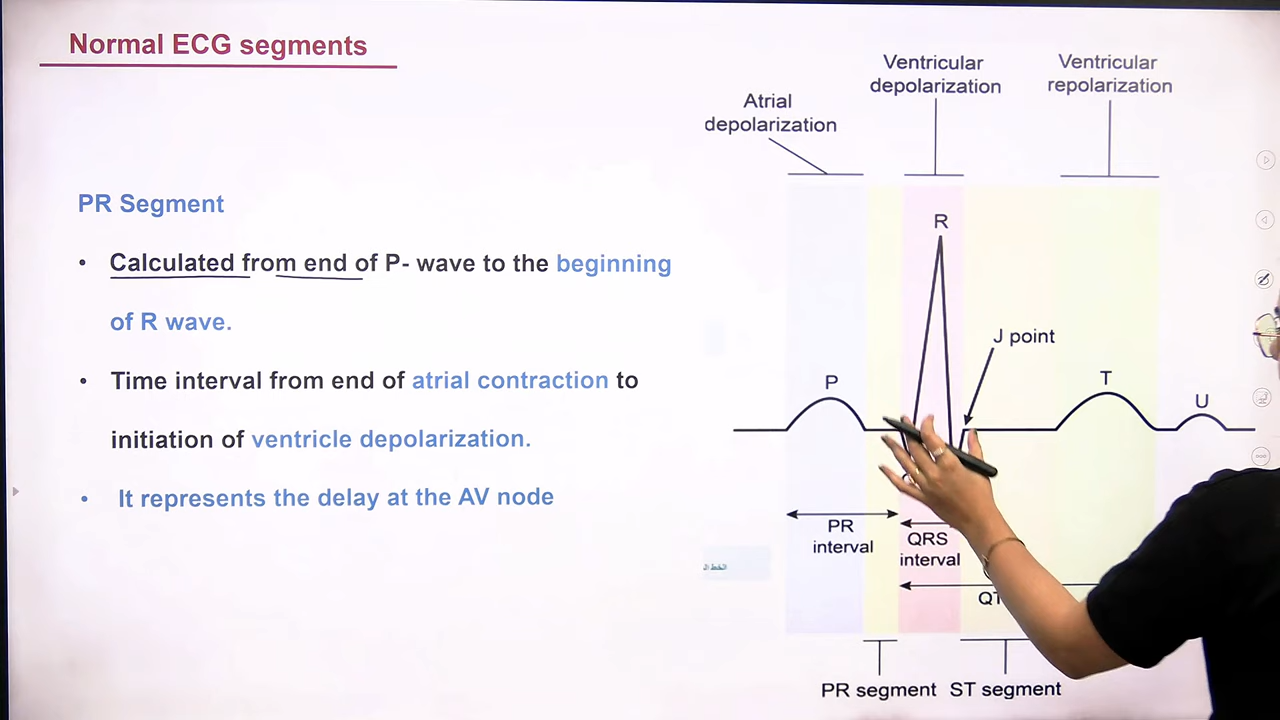 Normal ECG segments
PR Segment
• Calculated from end of P- wave to the beginning
of R wave.
• Time interval from end of atrial contraction to
initiation of ventricle depolarization.
• It represents the delay at the AV node
Atrial
depolarization
Ventricular
depolarization
Ventricular
repolarization
R
J point
P
T
U
PR
interval
QRS
interval
PR segment
ST segment